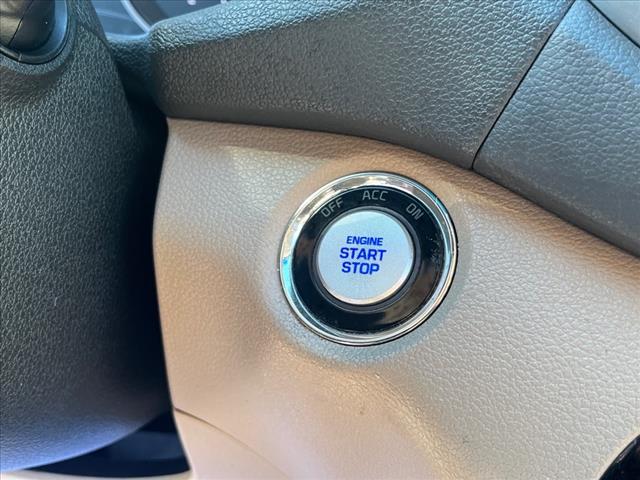 OFF ACC ON
ENGINE
START
STOP